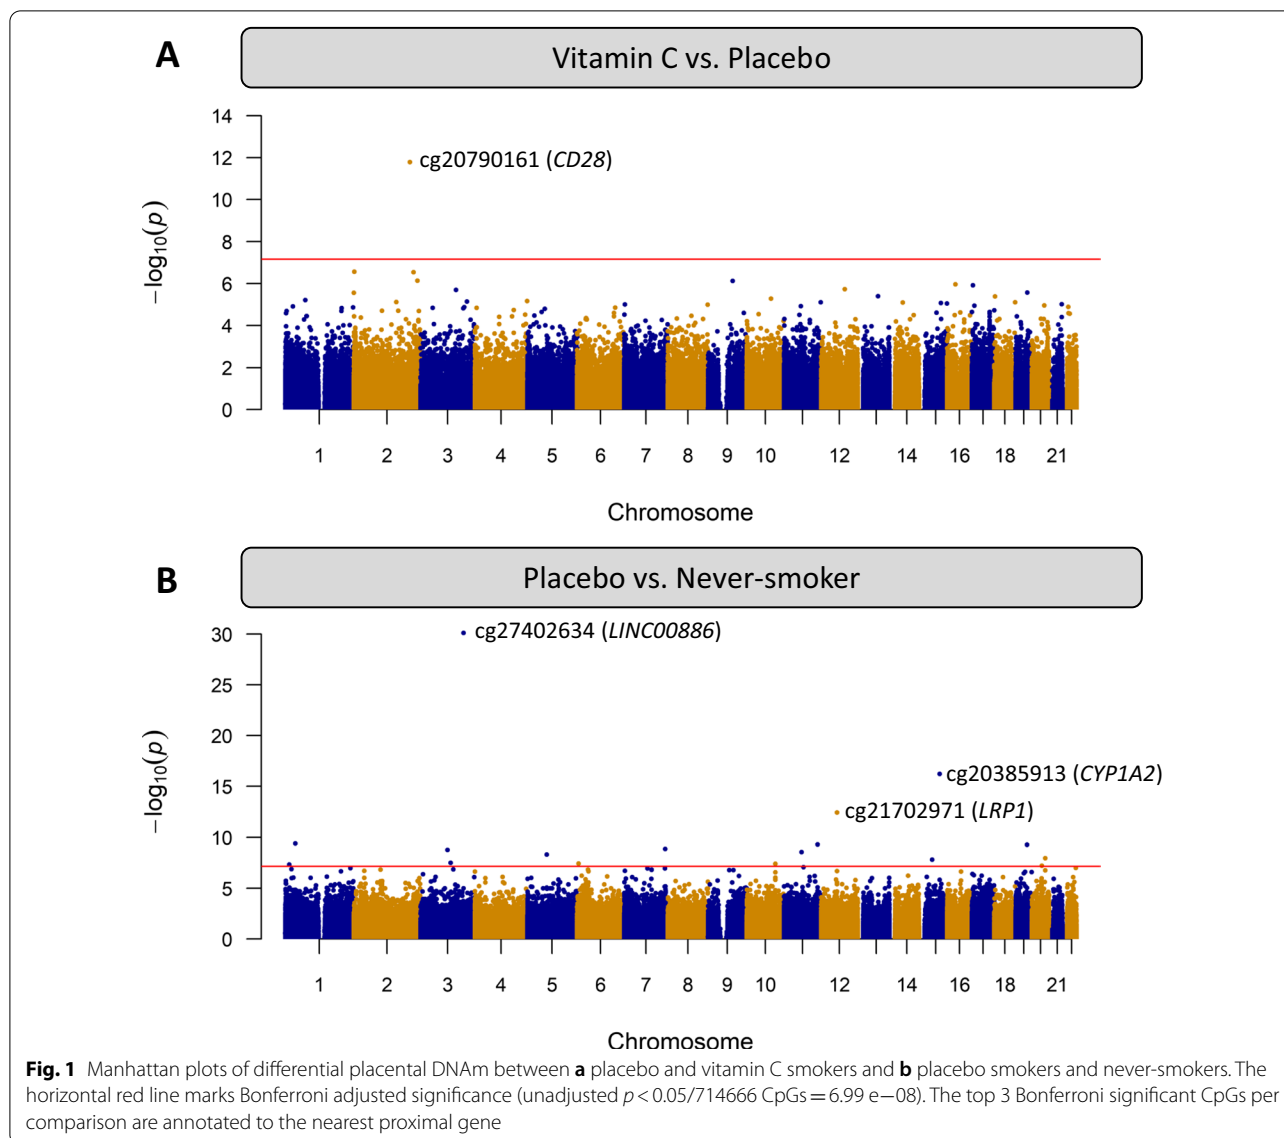 A
Vitamin C vs. Placebo
14
12
10
8
6
4
2
0
−log10(p)
cg20790161 (CD28)
1 2 3 4 5 6 7 8 9 10 12 14 16 18 21
Chromosome
B
Placebo vs. Never-smoker
30
25
20
15
10
5
0
−log10(p)
cg27402634 (LINC00886)
cg20385913 (CYP1A2)
cg21702971 (LRP1)
1 2 3 4 5 6 7 8 9 10 12 14 16 18 21
Chromosome
Fig. 1 Manhattan plots of differential placental DNAm between a placebo and vitamin C smokers and b placebo smokers and never-smokers. The
horizontal red line marks Bonferroni adjusted significance (unadjusted p < 0.05/714666 CpGs = 6.99 e−08). The top 3 Bonferroni significant CpGs per
comparison are annotated to the nearest proximal gene